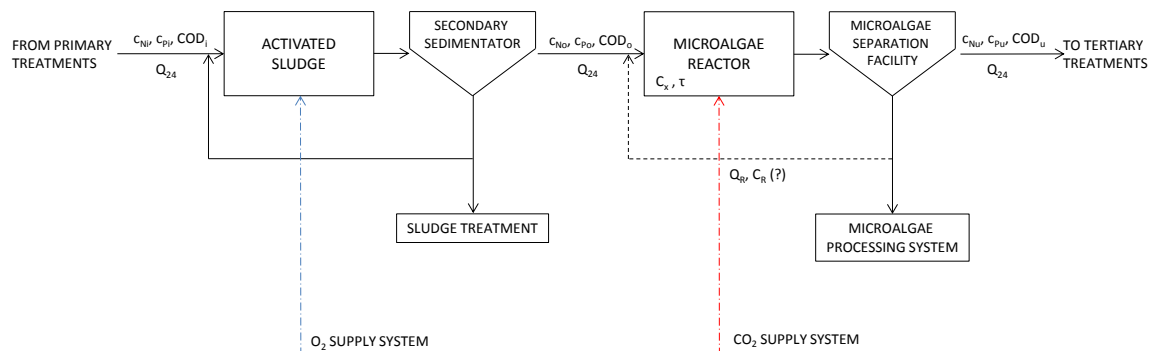 FROM PRIMARY
TREATMENTS
cNi, cPi, CODi
Q24
ACTIVATED
SLUDGE
SECONDARY
SEDIMENTATOR
cNo, cPo, CODo
Q24
MICROALGAE
REACTOR
Cx , τ
MICROALGAE
SEPARATION
FACILITY
cNu, cPu, CODu
Q24
TO TERTIARY
TREATMENTS
QR, CR (?)
SLUDGE TREATMENT
MICROALGAE
PROCESSING SYSTEM
O2 SUPPLY SYSTEM
CO2 SUPPLY SYSTEM